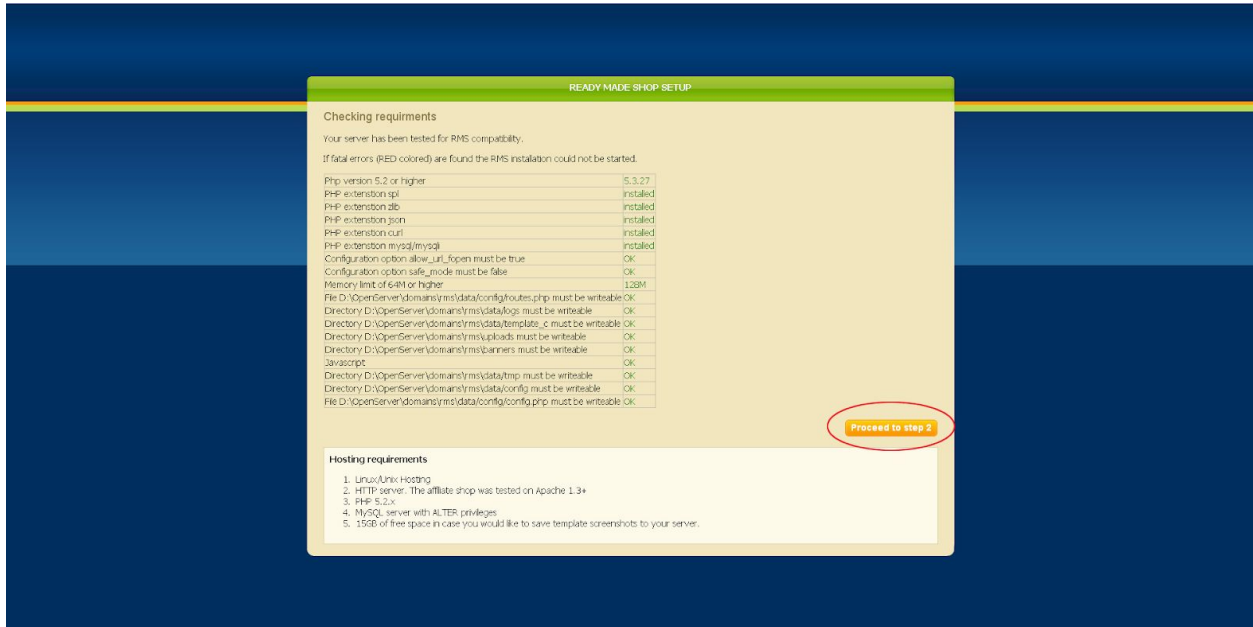 READY MADE SHOP SETUP
Checking requirments
Your server has been tested for RMS compatibility.
If fatal errors (RED colored) are found the RMS installation could not be started.
Php version 5.2 or higher 5.3.27
PHP extenstion spl installed
PHP extenstion zlib installed
PHP extenstion json installed
PHP extenstion curl installed
PHP extenstion mysql/mysqli installed
Configuration option allow_url_fopen must be true OK
Configuration option safe_mode must be false OK
Memory limit of 64M or higher 128M
File D:\OpenServer\domains\rms\data/config/routes.php must be writeable OK
Directory D:\OpenServer\domains\rms\data/logs must be writeable OK
Directory D:\OpenServer\domains\rms\data/template_c must be writeable OK
Directory D:\OpenServer\domains\rms\uploads must be writeable OK
Directory D:\OpenServer\domains\rms\banners must be writeable OK
Javascript OK
Directory D:\OpenServer\domains\rms\data/tmp must be writeable OK
Directory D:\OpenServer\domains\rms\data/config must be writeable OK
File D:\OpenServer\domains\rms\data/config/config.php must be writeable OK
Proceed to step 2
Hosting requirements
1. Linux/Unix Hosting
2. HTTP server. The affiliate shop was tested on Apache 1.3+
3. PHP 5.2.x
4. MySQL server with ALTER privileges
5. 15GB of free space in case you would like to save template screenshots to your server.